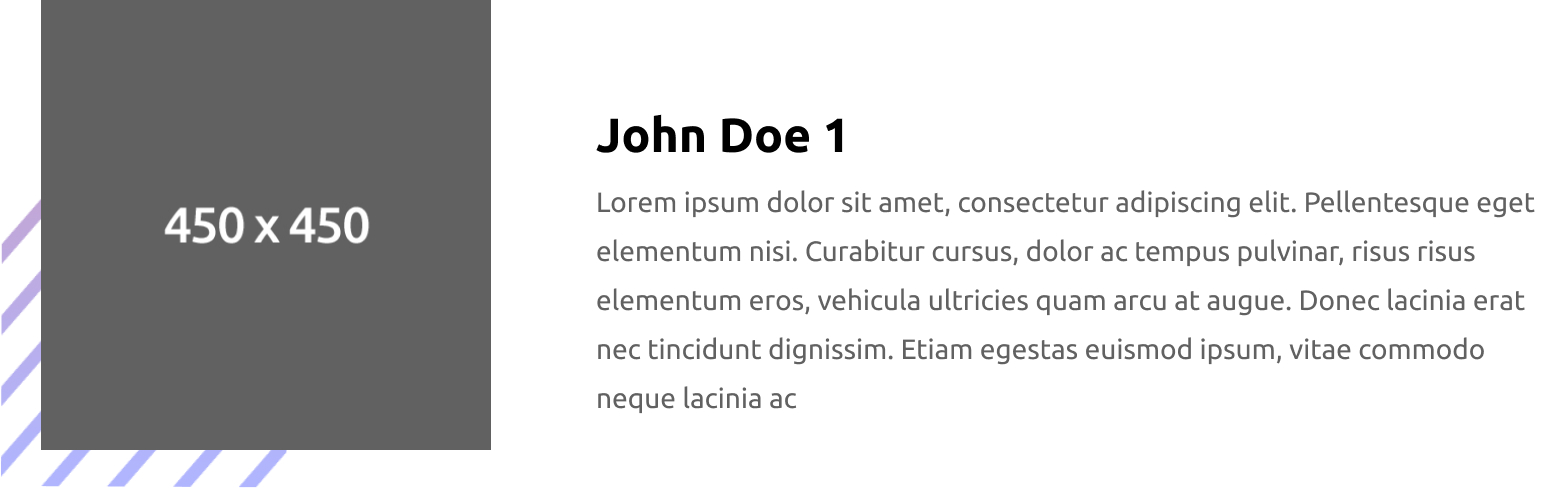 450 x 450
John Doe 1
Lorem ipsum dolor sit amet, consectetur adipiscing elit. Pellentesque eget
elementum nisi. Curabitur cursus, dolor ac tempus pulvinar, risus risus
elementum eros, vehicula ultricies quam arcu at augue. Donec lacinia erat
nec tincidunt dignissim. Etiam egestas euismod ipsum, vitae commodo
neque lacinia ac